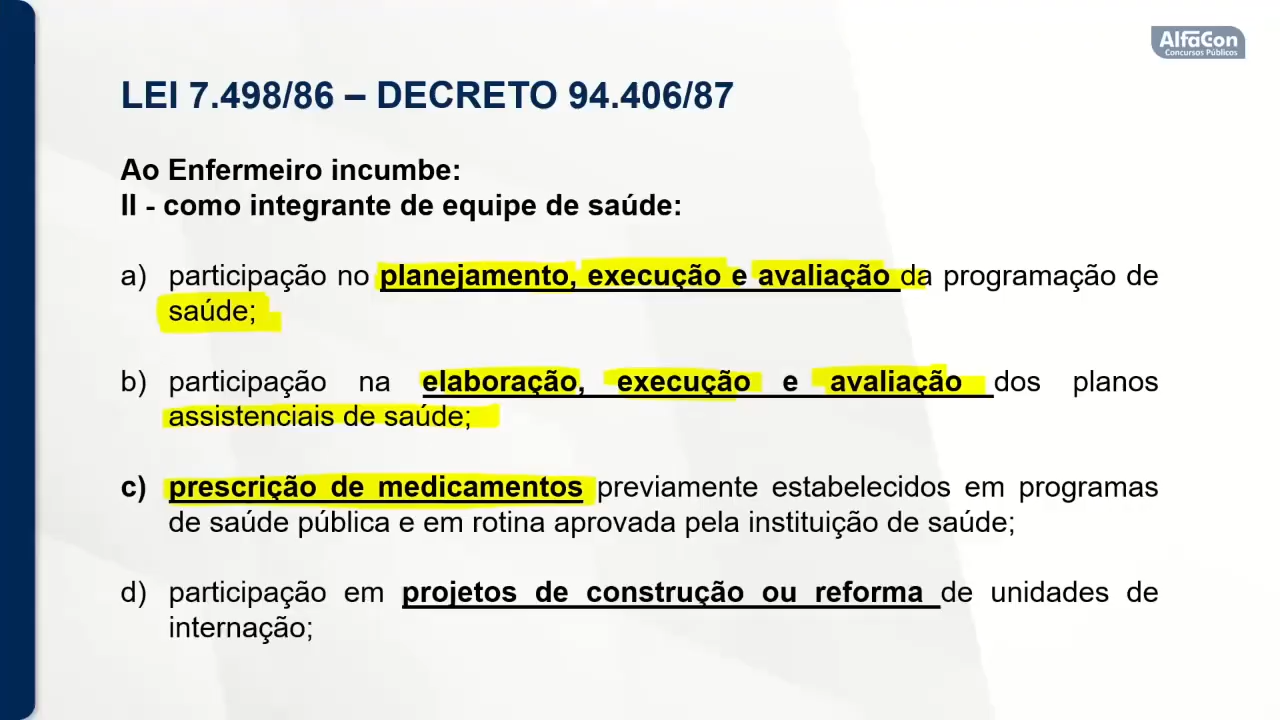 AlfaCon
Concursos Públicos
LEI 7.498/86 – DECRETO 94.406/87
Ao Enfermeiro incumbe:
II - como integrante de equipe de saúde:
a) participação no planejamento, execução e avaliação da programação de
saúde;
b) participação na elaboração, execução e avaliação dos planos
assistenciais de saúde;
c) prescrição de medicamentos previamente estabelecidos em programas
de saúde pública e em rotina aprovada pela instituição de saúde;
d) participação em projetos de construção ou reforma de unidades de
internação;